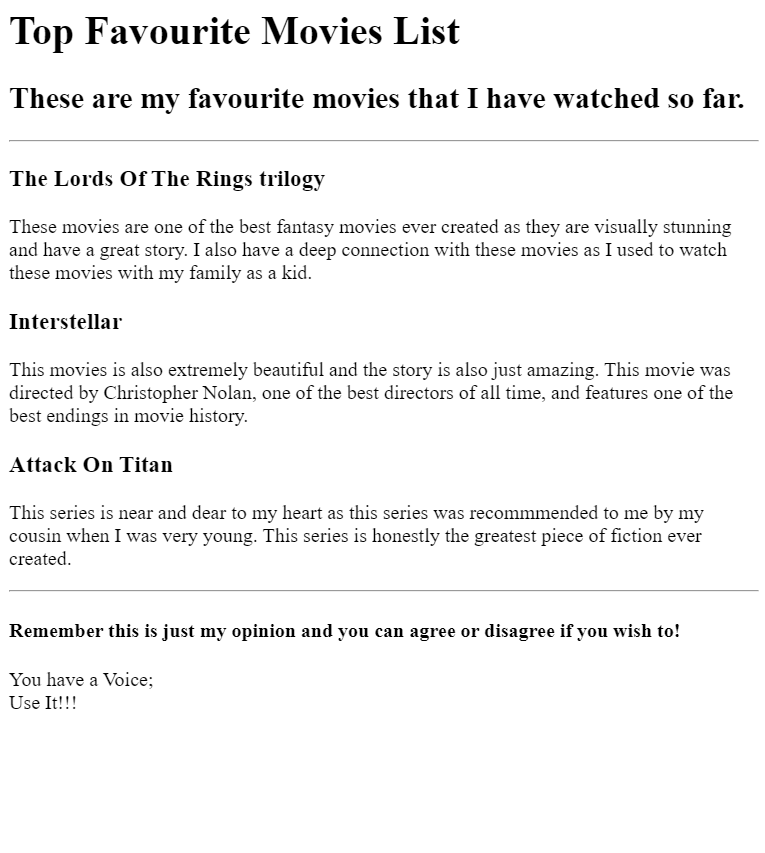 Top Favourite Movies List
These are my favourite movies that I have watched so far.
The Lords Of The Rings trilogy
These movies are one of the best fantasy movies ever created as they are visually stunning
and have a great story. I also have a deep connection with these movies as I used to watch
these movies with my family as a kid.
Interstellar
This movies is also extremely beautiful and the story is also just amazing. This movie was
directed by Christopher Nolan, one of the best directors of all time, and features one of the
best endings in movie history.
Attack On Titan
This series is near and dear to my heart as this series was recommmended to me by my
cousin when I was very young. This series is honestly the greatest piece of fiction ever
created.
Remember this is just my opinion and you can agree or disagree if you wish to!
You have a Voice;
Use It!!!